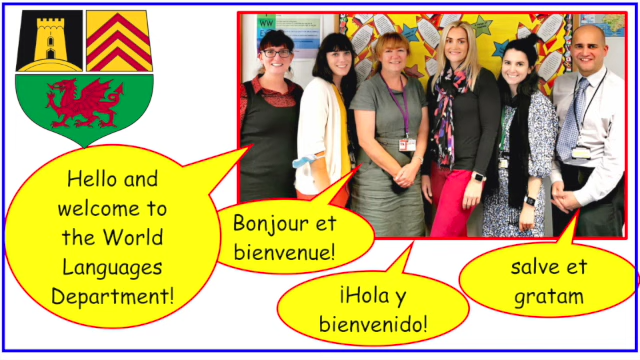 Hello and
welcome to
the World
Languages
Department!
Bonjour et
bienvenue!
¡Hola y
bienvenido!
salve et
gratam